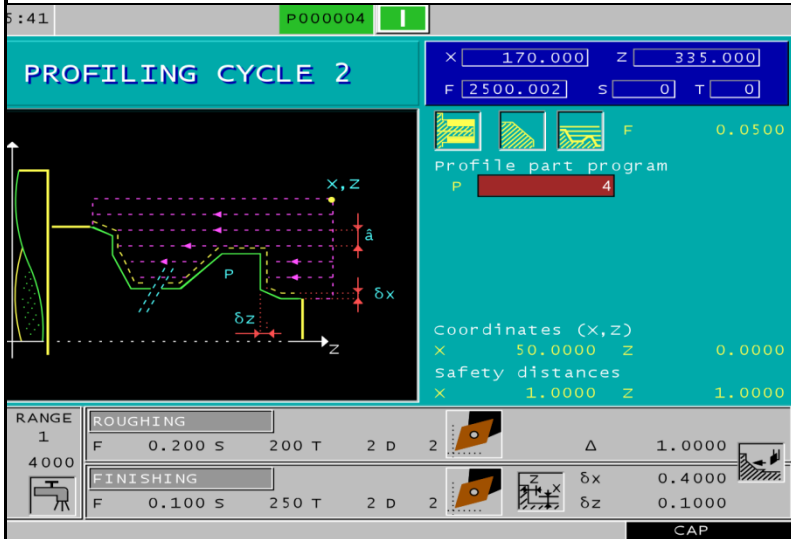 5:41 P000004
PROFILING CYCLE 2
X 170.000 Z 335.000
F 2500.002 S 0 T 0
F 0.0500
Profile part program
P 4
x,z
â
P
δx
δz
z
Coordinates (X,Z)
X 50.0000 Z 0.0000
Safety distances
X 1.0000 Z 1.0000
RANGE
1
4000
ROUGHING
F 0.200 S 200 T 2 D 2 Δ 1.0000
FINISHING
F 0.100 S 250 T 2 D 2 Z X δx 0.4000
δz 0.1000
CAP